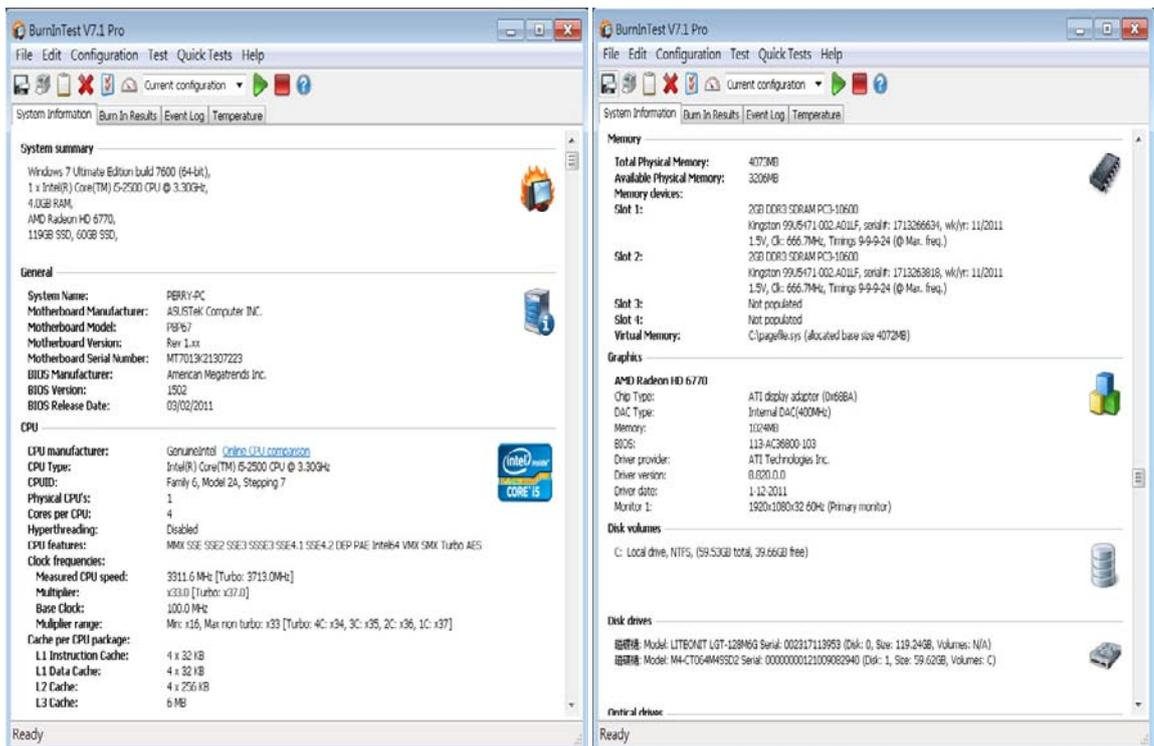 BurnInTest V7.1 Pro
File Edit Configuration Test Quick Tests Help
Current configuration
System Information Burn In Results Event Log Temperature
System summary
Windows 7 Ultimate Edition build 7600 (64-bit),
1 x Intel(R) Core(TM) i5-2500 CPU @ 3.30GHz,
4.0GB RAM,
AMD Radeon HD 6770,
119GB SSD, 60GB SSD,
General
System Name: PERRY-PC
Motherboard Manufacturer: ASUSTeK Computer INC.
Motherboard Model: P8P67
Motherboard Version: Rev 1.xx
Motherboard Serial Number: MT7013K21307223
BIOS Manufacturer: American Megatrends Inc.
BIOS Version: 1502
BIOS Release Date: 03/02/2011
CPU
CPU manufacturer: GenuineIntel Online CPU comparison
CPU Type: Intel(R) Core(TM) i5-2500 CPU @ 3.30GHz
CPUID: Family 6, Model 2A, Stepping 7
Physical CPU's: 1
Cores per CPU: 4
Hyperthreading: Disabled
CPU features: MMX SSE SSE2 SSE3 SSSE3 SSE4.1 SSE4.2 DEP PAE Intel64 VMX SMX Turbo AES
Clock frequencies:
Measured CPU speed: 3311.6 MHz [Turbo: 3713.0MHz]
Multiplier: x33.0 [Turbo: x37.0]
Base Clock: 100.0 MHz
Muliplier range: Min: x16, Max non turbo: x33 [Turbo: 4C: x34, 3C: x35, 2C: x36, 1C: x37]
Cache per CPU package:
L1 Instruction Cache: 4 x 32 KB
L1 Data Cache: 4 x 32 KB
L2 Cache: 4 x 256 KB
L3 Cache: 6 MB
(intel) inside
CORE i5
Ready
BurnInTest V7.1 Pro
File Edit Configuration Test Quick Tests Help
Current configuration
System Information Burn In Results Event Log Temperature
Memory
Total Physical Memory: 4073MB
Available Physical Memory: 3206MB
Memory devices:
Slot 1: 2GB DDR3 SDRAM PC3-10600
Kingston 99U5471-002.A01LF, serial#: 1713266634, wk/yr: 11/2011
1.5V, Clk: 666.7MHz, Timings 9-9-9-24 (@ Max. freq.)
Slot 2: 2GB DDR3 SDRAM PC3-10600
Kingston 99U5471-002.A01LF, serial#: 1713263818, wk/yr: 11/2011
1.5V, Clk: 666.7MHz, Timings 9-9-9-24 (@ Max. freq.)
Slot 3: Not populated
Slot 4: Not populated
Virtual Memory: C:\pagefile.sys (allocated base size 4072MB)
Graphics
AMD Radeon HD 6770
Chip Type: ATI display adapter (0x68BA)
DAC Type: Internal DAC(400MHz)
Memory: 1024MB
BIOS: 113-AC36800-103
Driver provider: ATI Technologies Inc.
Driver version: 8.820.0.0
Driver date: 1-12-2011
Monitor 1: 1920x1080x32 60Hz (Primary monitor)
Disk volumes
C: Local drive, NTFS, (59.53GB total, 39.66GB free)
Disk drives
磁碟機: Model: LITEONIT LGT-128M6G Serial: 002317113953 (Disk: 0, Size: 119.24GB, Volumes: N/A)
磁碟機: Model: M4-CT064M4SSD2 Serial: 00000000121009082940 (Disk: 1, Size: 59.62GB, Volumes: C)
Optical drives
Ready